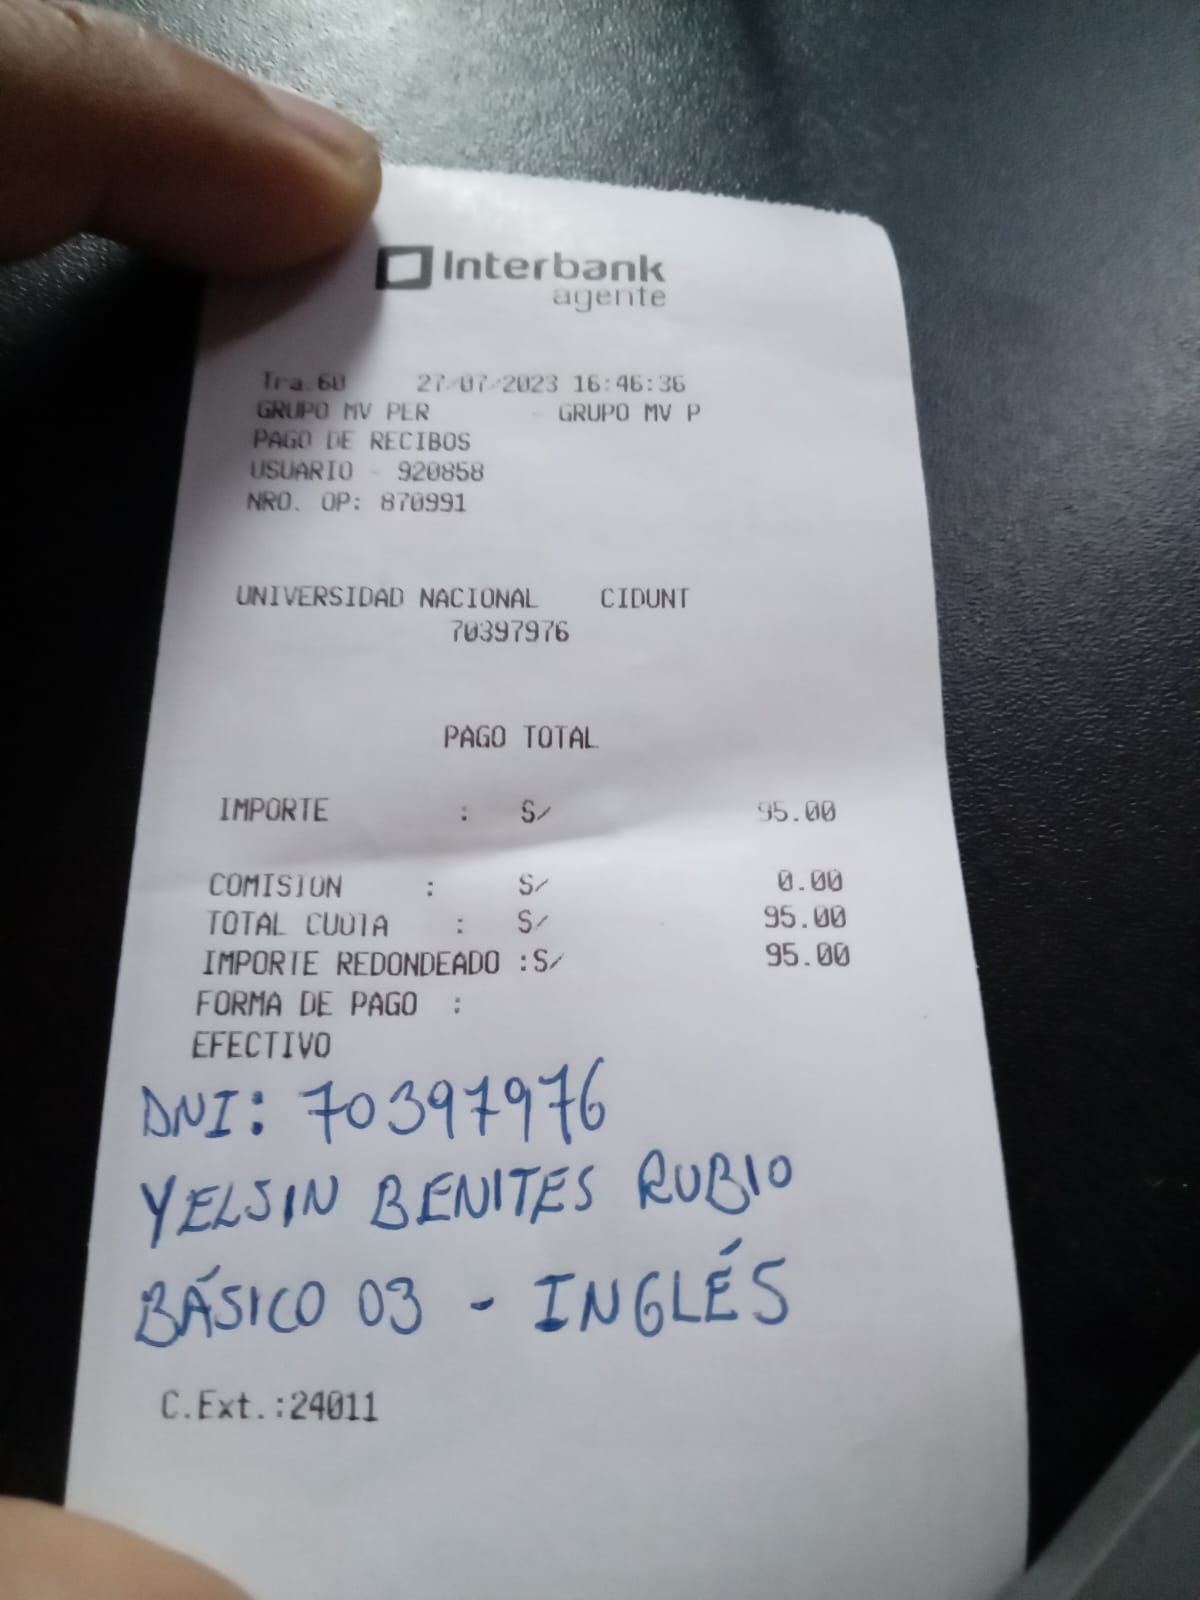 Interbank
agente
Tra.60 27/07/2023 16:46:36
GRUPO MV PER - GRUPO MV P
PAGO DE RECIBOS
USUARIO - 920858
NRO. OP: 870991
UNIVERSIDAD NACIONAL CIDUNT
70397976
PAGO TOTAL
IMPORTE : S/ 95.00
COMISION : S/ 0.00
TOTAL CUOTA : S/ 95.00
IMPORTE REDONDEADO :S/ 95.00
FORMA DE PAGO :
EFECTIVO
DNI: 70397976
YELSIN BENITES RUBIO
BÁSICO 03 - INGLÉS
C.Ext.:24011